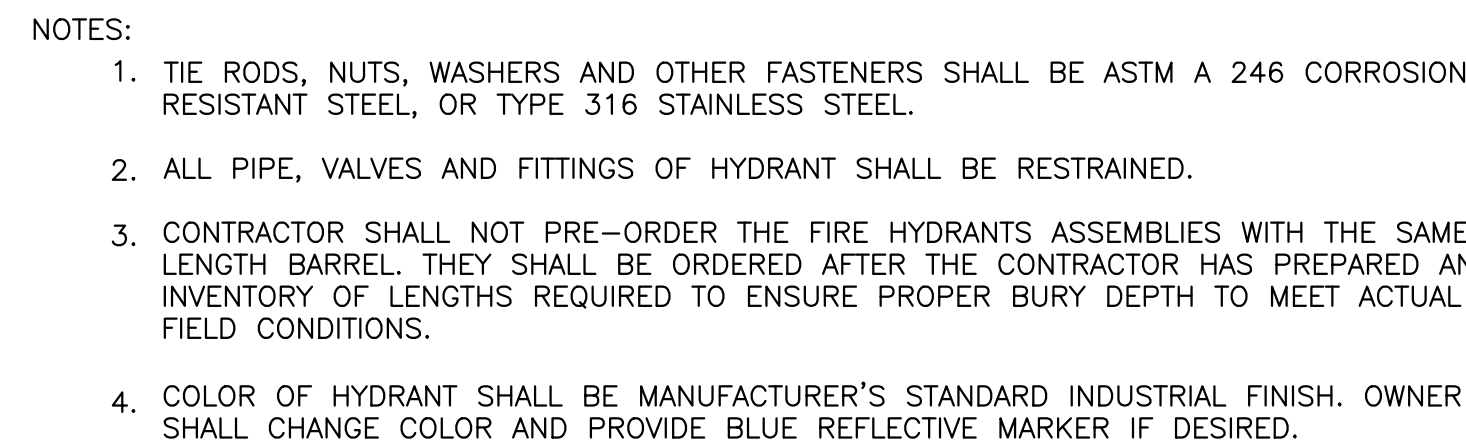 NOTES:
1. TIE RODS, NUTS, WASHERS AND OTHER FASTENERS SHALL BE ASTM A 246 CORROSION
RESISTANT STEEL, OR TYPE 316 STAINLESS STEEL.
2. ALL PIPE, VALVES AND FITTINGS OF HYDRANT SHALL BE RESTRAINED.
3. CONTRACTOR SHALL NOT PRE-ORDER THE FIRE HYDRANTS ASSEMBLIES WITH THE SAME
LENGTH BARREL. THEY SHALL BE ORDERED AFTER THE CONTRACTOR HAS PREPARED AN
INVENTORY OF LENGTHS REQUIRED TO ENSURE PROPER BURY DEPTH TO MEET ACTUAL
FIELD CONDITIONS.
4. COLOR OF HYDRANT SHALL BE MANUFACTURER'S STANDARD INDUSTRIAL FINISH. OWNER
SHALL CHANGE COLOR AND PROVIDE BLUE REFLECTIVE MARKER IF DESIRED.